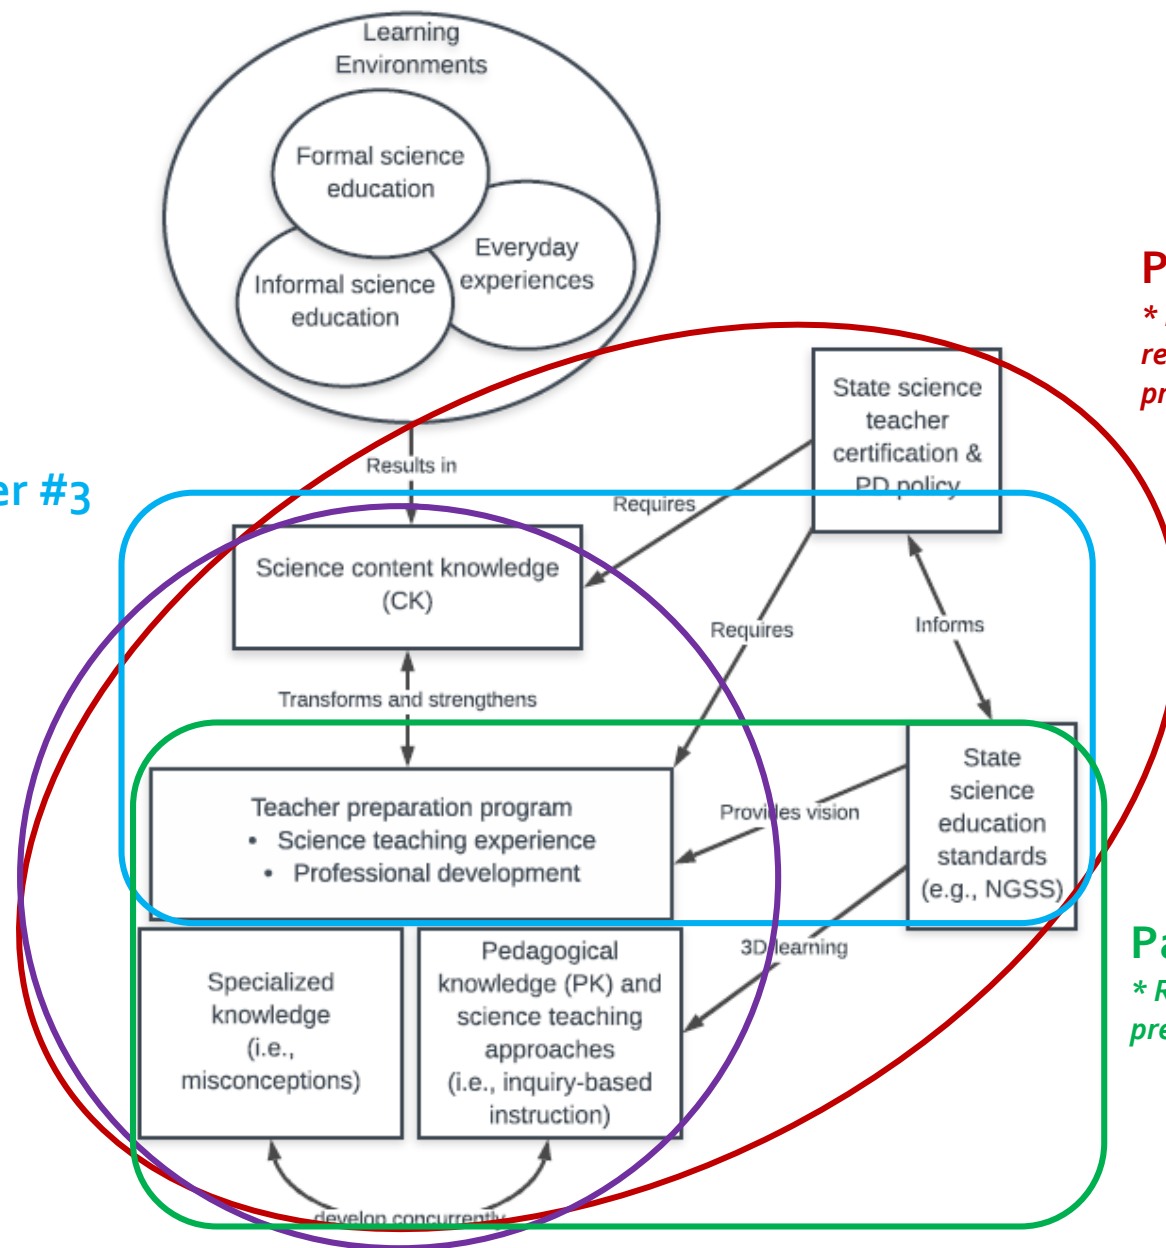 Learning
Environments
Formal science
education
Everyday
experiences
Informal science
education
P
*
re
pr
State science
teacher
certification &
PD policy
Results in
er #3
Requires
Science content knowledge
(CK)
Requires
Informs
Transforms and strengthens
State
science
education
standards
(e.g., NGSS)
Teacher preparation program
• Science teaching experience
• Professional development
Provides vision
3D learning
Pa
* R
pre
Specialized
knowledge
(i.e.,
misconceptions)
Pedagogical
knowledge (PK) and
science teaching
approaches
(i.e., inquiry-based
instruction)
develop concurrently